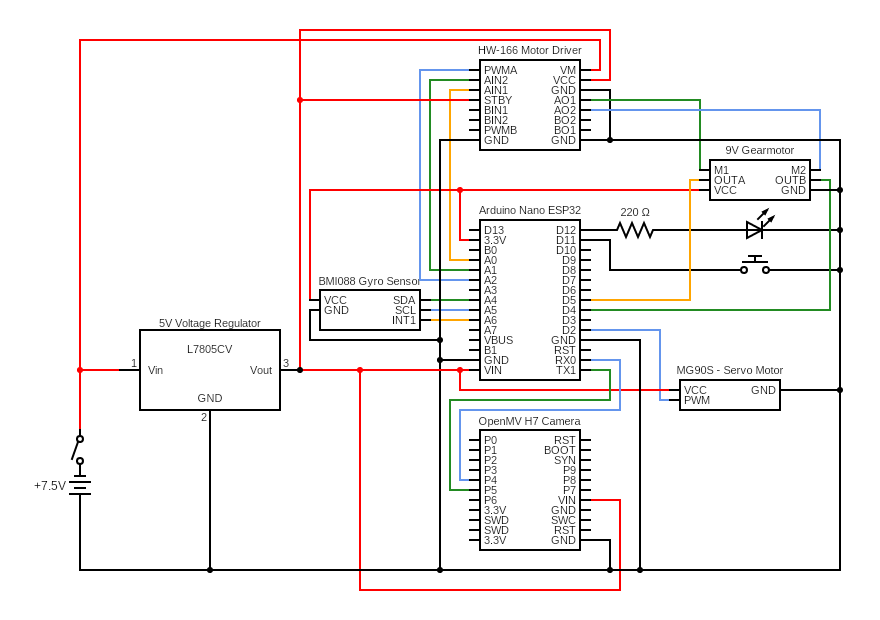 HW-166 Motor Driver
PWMA VM
AIN2 VCC
AIN1 GND
STBY AO1
BIN1 AO2
BIN2 BO2
PWMB BO1
GND GND
9V Gearmotor
M1 M2
OUTA OUTB
VCC GND
Arduino Nano ESP32
220 Ω
D13 D12
3.3V D11
B0 D10
A0 D9
A1 D8
A2 D7
A3 D6
A4 D5
A5 D4
A6 D3
A7 D2
VBUS GND
B1 RST
GND RX0
VIN TX1
BMI088 Gyro Sensor
VCC SDA
GND SCL
INT1
5V Voltage Regulator
L7805CV
1 Vin Vout 3
GND
2
MG90S - Servo Motor
VCC GND
PWM
OpenMV H7 Camera
P0 RST
P1 BOOT
P2 SYN
P3 P9
P4 P8
P5 P7
P6 VIN
3.3V GND
SWD SWC
SWD RST
3.3V GND
+7.5V